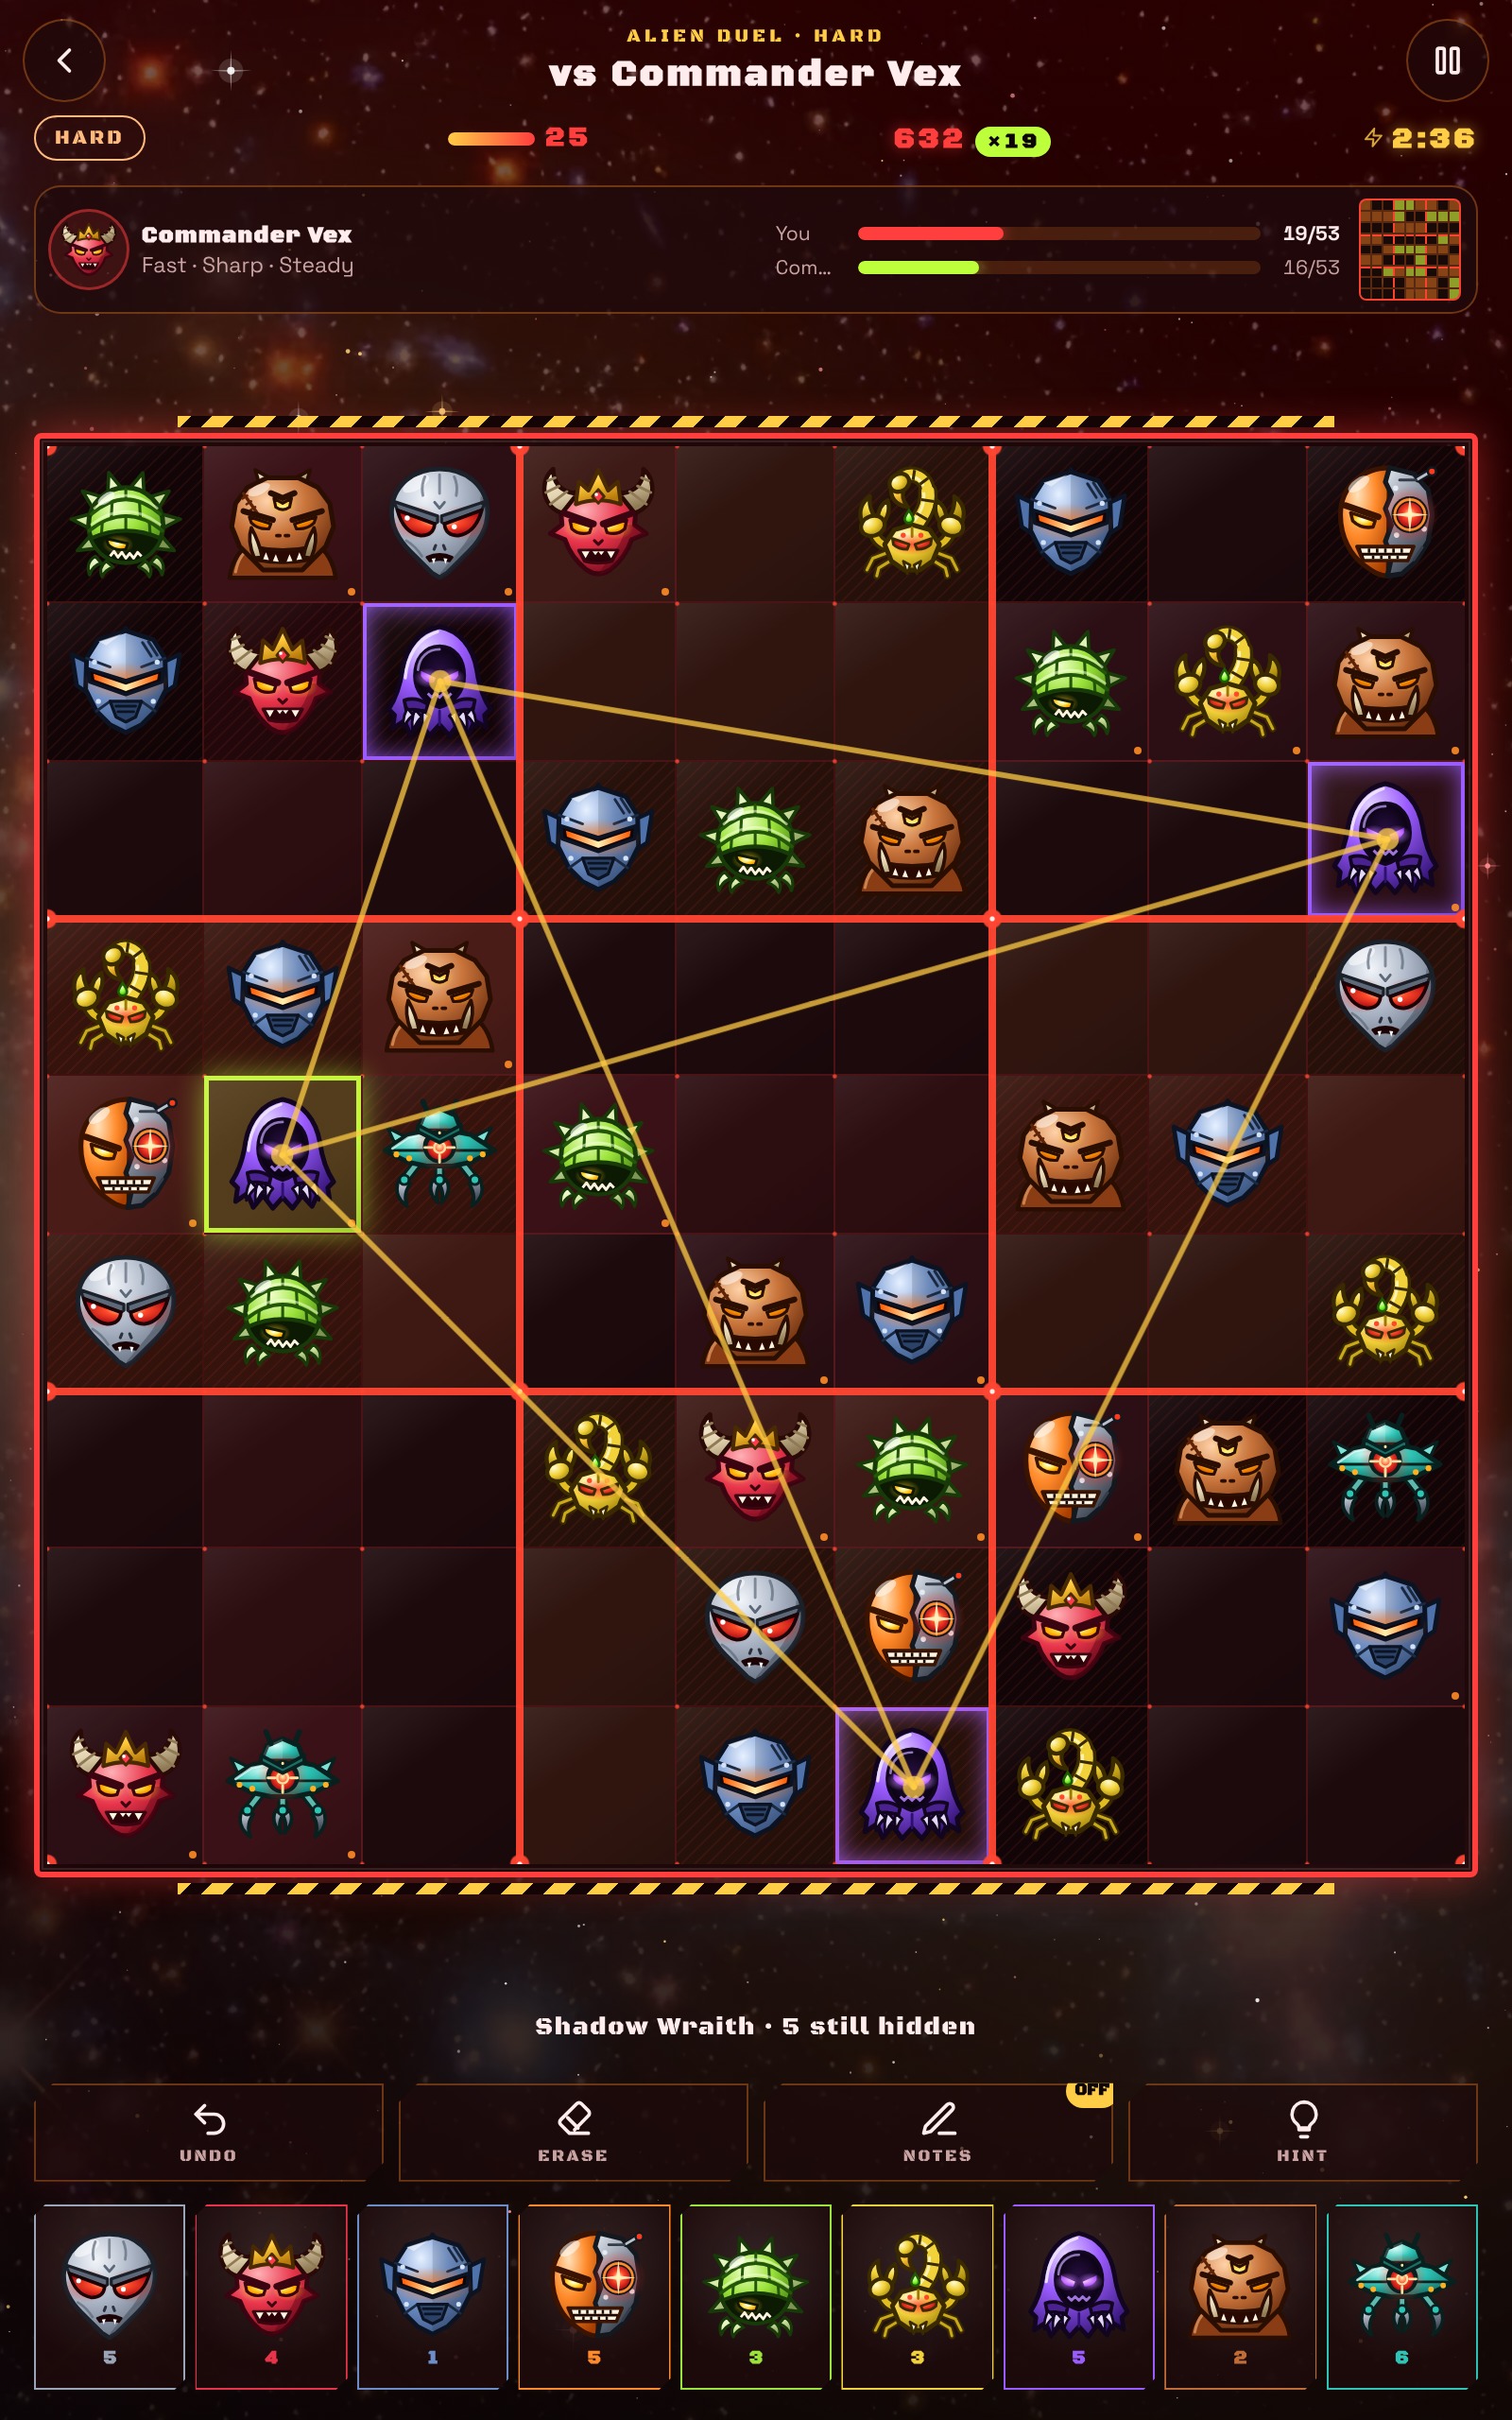 ALIEN DUEL · HARD
vs Commander Vex
HARD
25
632 ×19
2:36
Commander Vex
Fast · Sharp · Steady
You 19/53
Com... 16/53
Shadow Wraith · 5 still hidden
UNDO
ERASE
OFF
NOTES
HINT
5 4 1 5 3 3 5 2 6